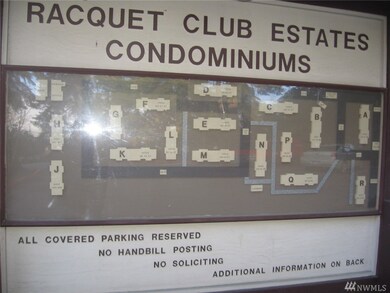 RACQUET CLUB ESTATES
CONDOMINIUMS
D
G F C B A
H E
L N P
K M
J Q R
ALL COVERED PARKING RESERVED
NO HANDBILL POSTING
NO SOLICITING
ADDITIONAL INFORMATION ON BACK
NWMLS